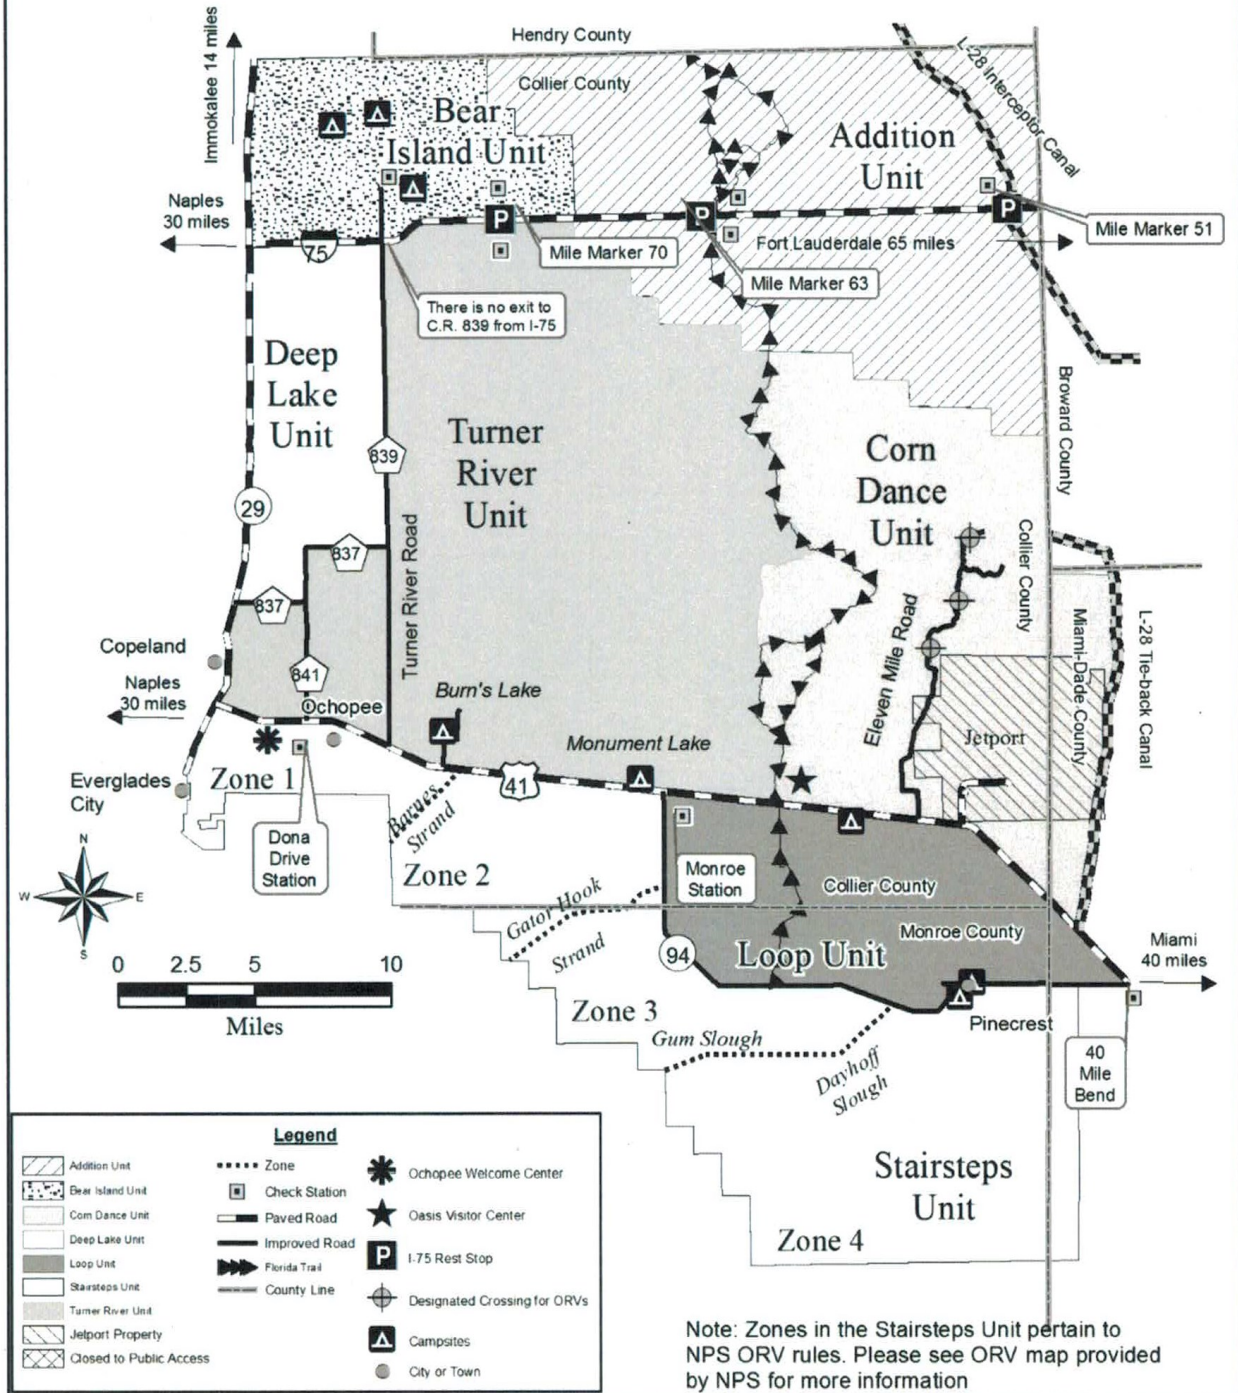 Hendry County
Immokalee 14 miles
Collier County
L-28 Interceptor Canal
Bear
Island Unit
Addition
Unit
Naples
30 miles
P
P
P
Mile Marker 51
75
Mile Marker 70
Fort Lauderdale 65 miles
Mile Marker 63
There is no exit to
C.R. 839 from I-75
Deep
Lake
Unit
Turner
River
Unit
Corn
Dance
Unit
Broward County
839
29
837
837
Turner River Road
Collier County
Miami-Dade County
L-28 Tie-back Canal
Eleven Mile Road
Copeland
841
Naples
30 miles
Ochopee
Burn's Lake
Monument Lake
Jetport
Everglades
City
Zone 1
41
Barnes
Strand
Dona
Drive
Station
Zone 2
Monroe
Station
Collier County
N
W
E
S
Gator Hook
Strand
94
Monroe County
Loop Unit
Miami
40 miles
0 2.5 5 10
Miles
Zone 3
Gum Slough
Dayhoff
Slough
Pinecrest
40
Mile
Bend
Stairsteps
Unit
Zone 4
Legend
Addition Unit
Bear Island Unit
Corn Dance Unit
Deep Lake Unit
Loop Unit
Stairsteps Unit
Turner River Unit
Jetport Property
Closed to Public Access
Zone
Check Station
Paved Road
Improved Road
Florida Trail
County Line
Ochopee Welcome Center
Oasis Visitor Center
P
I-75 Rest Stop
Designated Crossing for ORVs
Campsites
City or Town
Note: Zones in the Stairsteps Unit pertain to
NPS ORV rules. Please see ORV map provided
by NPS for more information